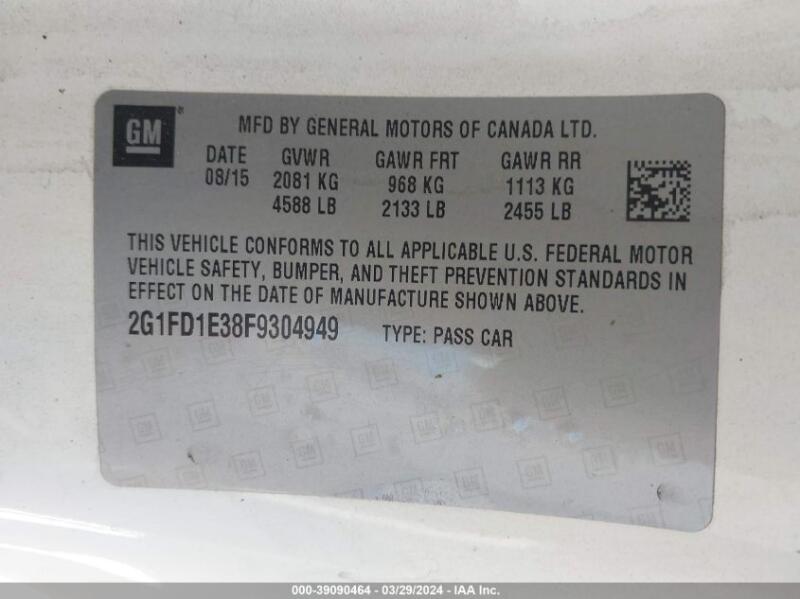 GM
MFD BY GENERAL MOTORS OF CANADA LTD.
DATE GVWR GAWR FRT GAWR RR
08/15 2081 KG 968 KG 1113 KG
4588 LB 2133 LB 2455 LB
THIS VEHICLE CONFORMS TO ALL APPLICABLE U.S. FEDERAL MOTOR
VEHICLE SAFETY, BUMPER, AND THEFT PREVENTION STANDARDS IN
EFFECT ON THE DATE OF MANUFACTURE SHOWN ABOVE.
2G1FD1E38F9304949 TYPE: PASS CAR
000-39090464 - 03/29/2024 - IAA Inc.